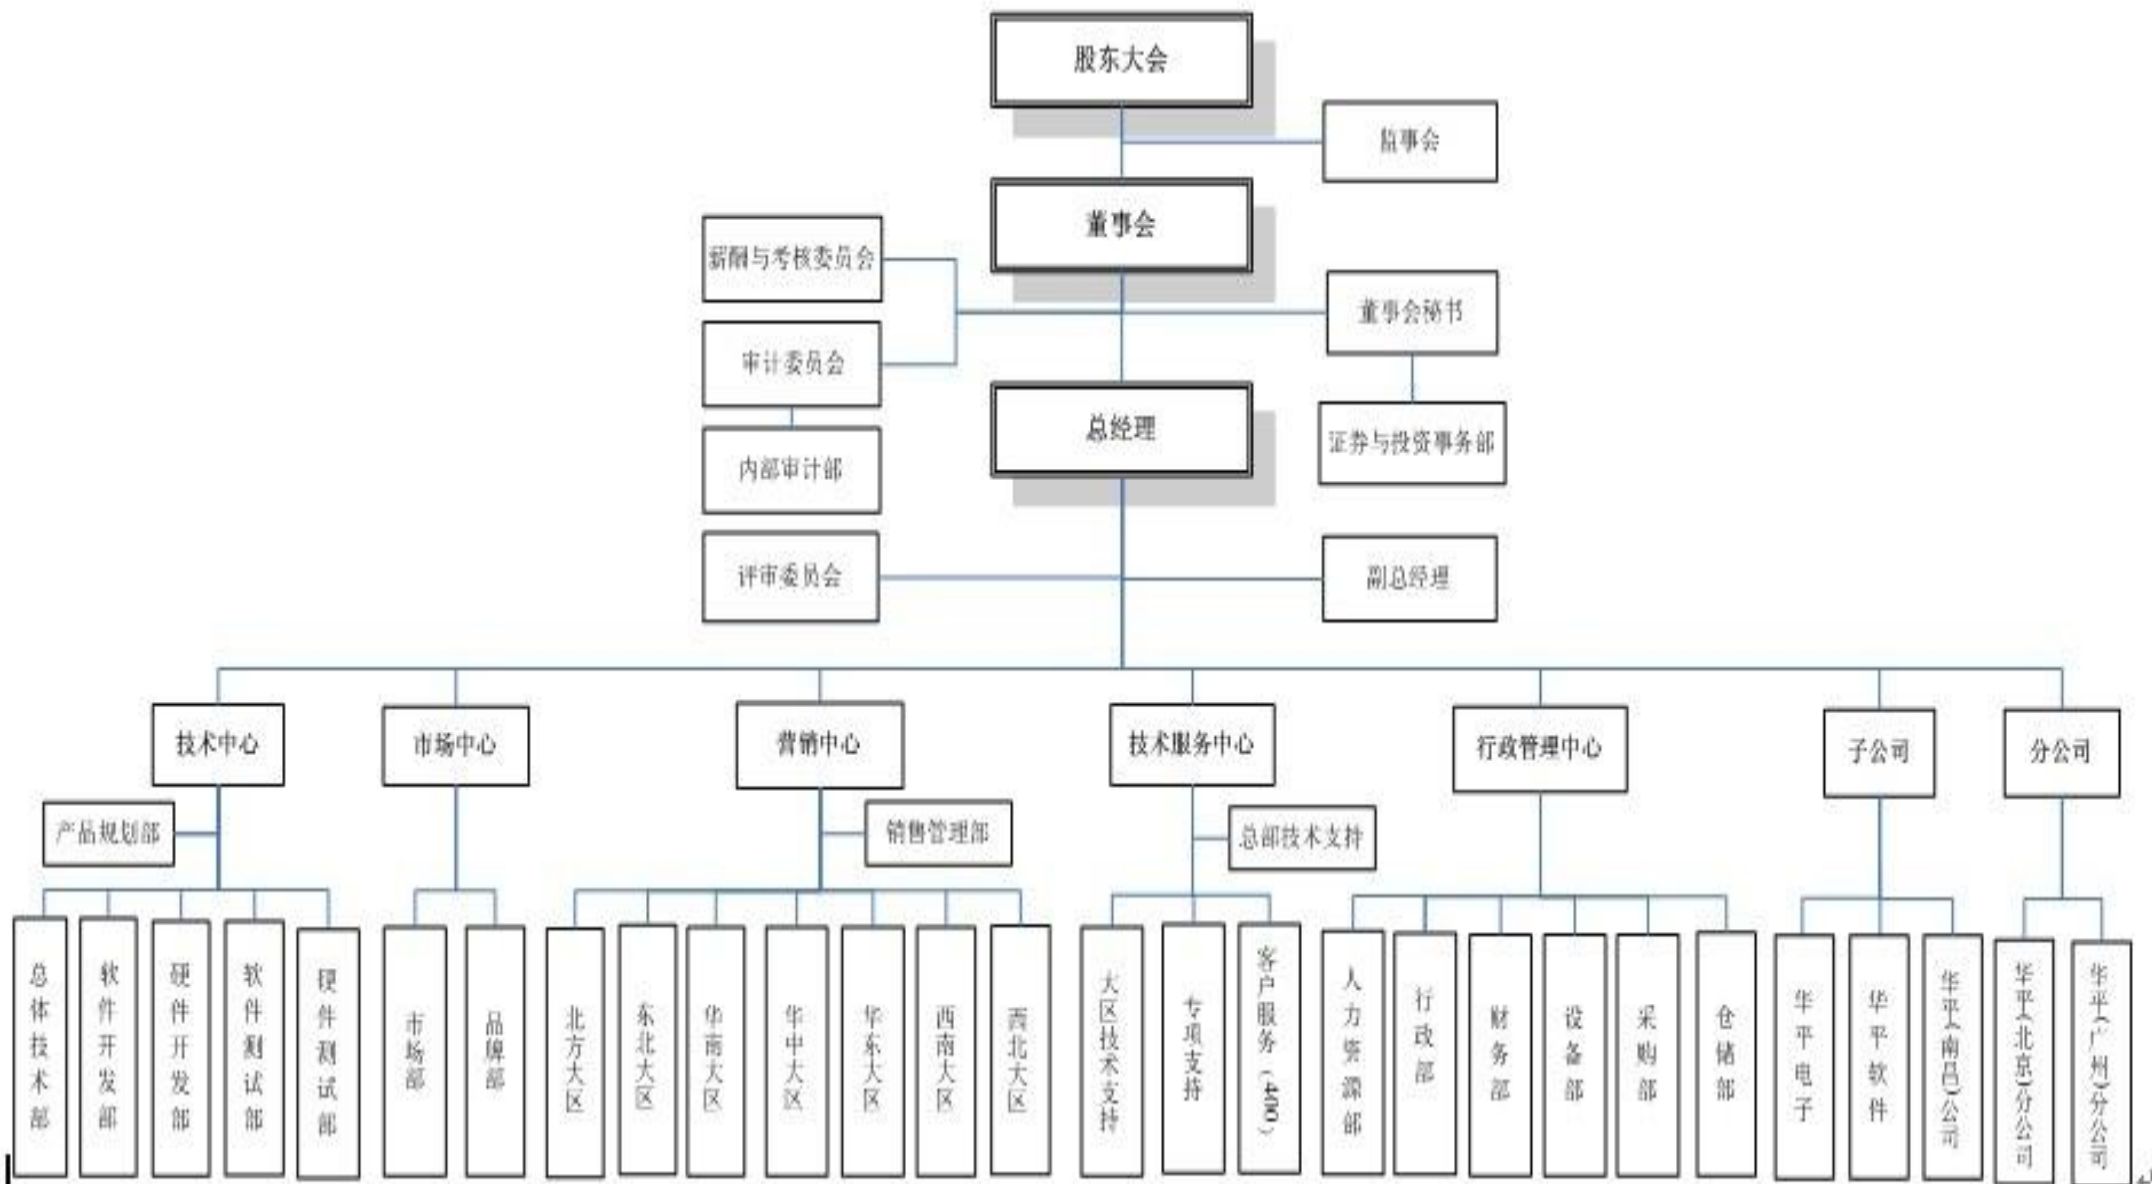 股东大会
监事会
董事会
薪酬与考核委员会
董事会秘书
审计委员会
总经理
证券与投资事务部
内部审计部
评审委员会
副总经理
技术中心
市场中心
营销中心
技术服务中心
行政管理中心
子公司
分公司
产品规划部
销售管理部
总部技术支持
总体技术部
软件开发部
硬件开发部
软件测试部
硬件测试部
市场部
品牌部
北方大区
东北大区
华南大区
华中大区
华东大区
西南大区
西北大区
大区技术支持
专项支持
客户服务（400）
人力资源部
行政部
财务部
设备部
采购部
仓储部
华平电子
华平软件
华平(南昌)公司
华平(北京)分公司
华平(广州)分公司